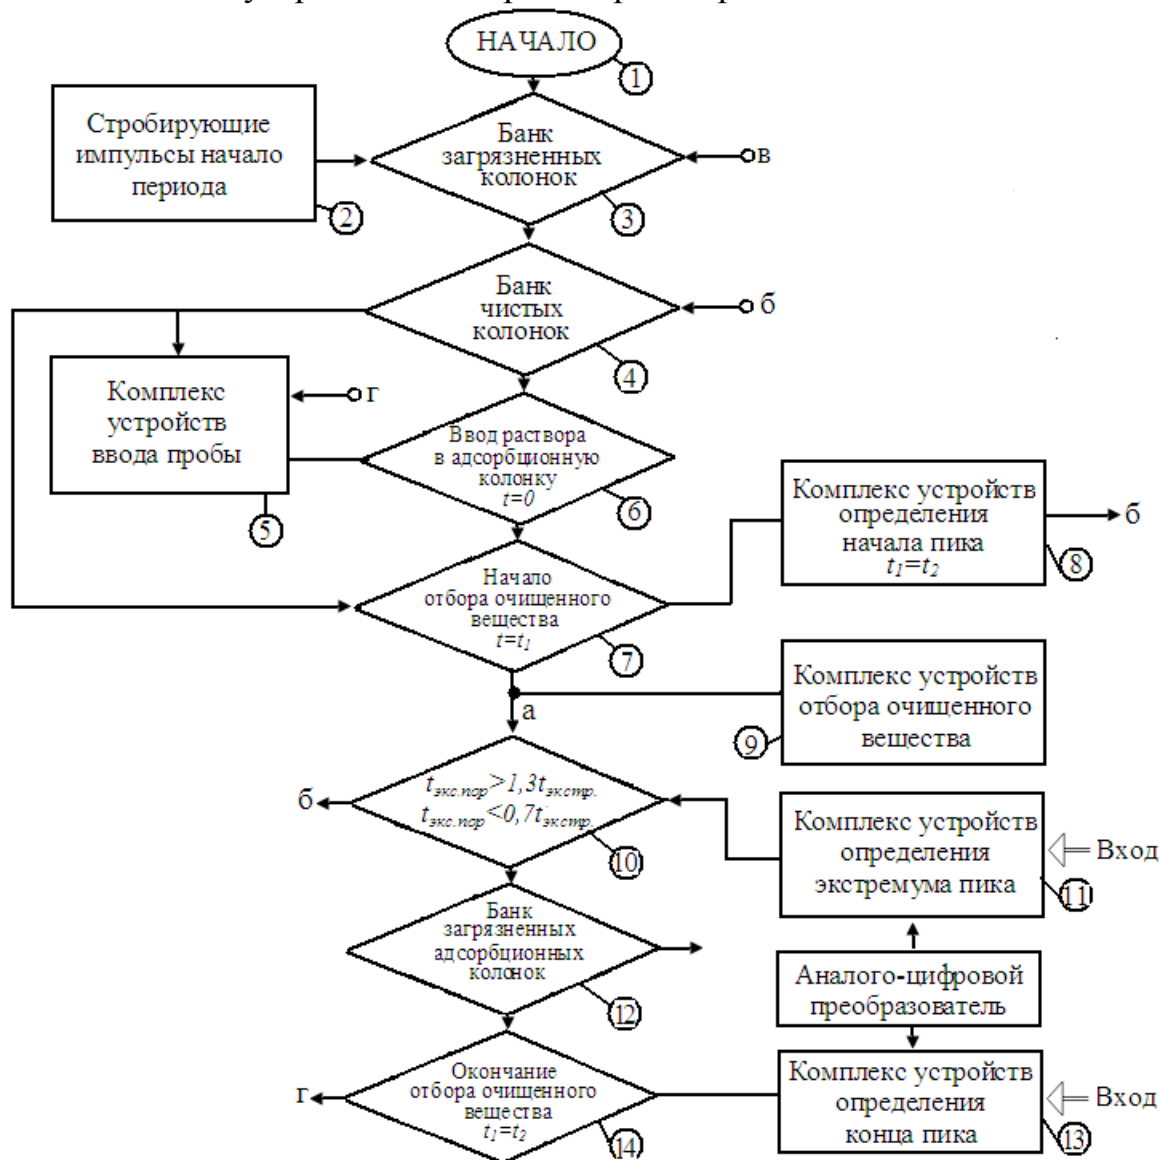 НАЧАЛО
1
Стробирующие
импульсы начало
периода
2
Банк
загрязненных
колонок
3
в
Банк
чистых
колонок
4
б
Комплекс
устройств
ввода пробы
5
г
Ввод раствора
в адсорбционную
колонку
t=0
6
Комплекс устройств
определения
начала пика
t₁=t₂
8
б
Начало
отбора очищенного
вещества
t=t₁
7
Комплекс устройств
отбора очищенного
вещества
9
а
б
tэкс.пор>1,3tэкстр.
tэкс.пор<0,7tэкстр.
10
Комплекс устройств
определения
экстремума пика
11
Вход
Банк
загрязненных
адсорбционных
колонок
12
Аналого-цифровой
преобразователь
Окончание
отбора очищенного
вещества
t₁=t₂
14
г
Комплекс устройств
определения
конца пика
13
Вход